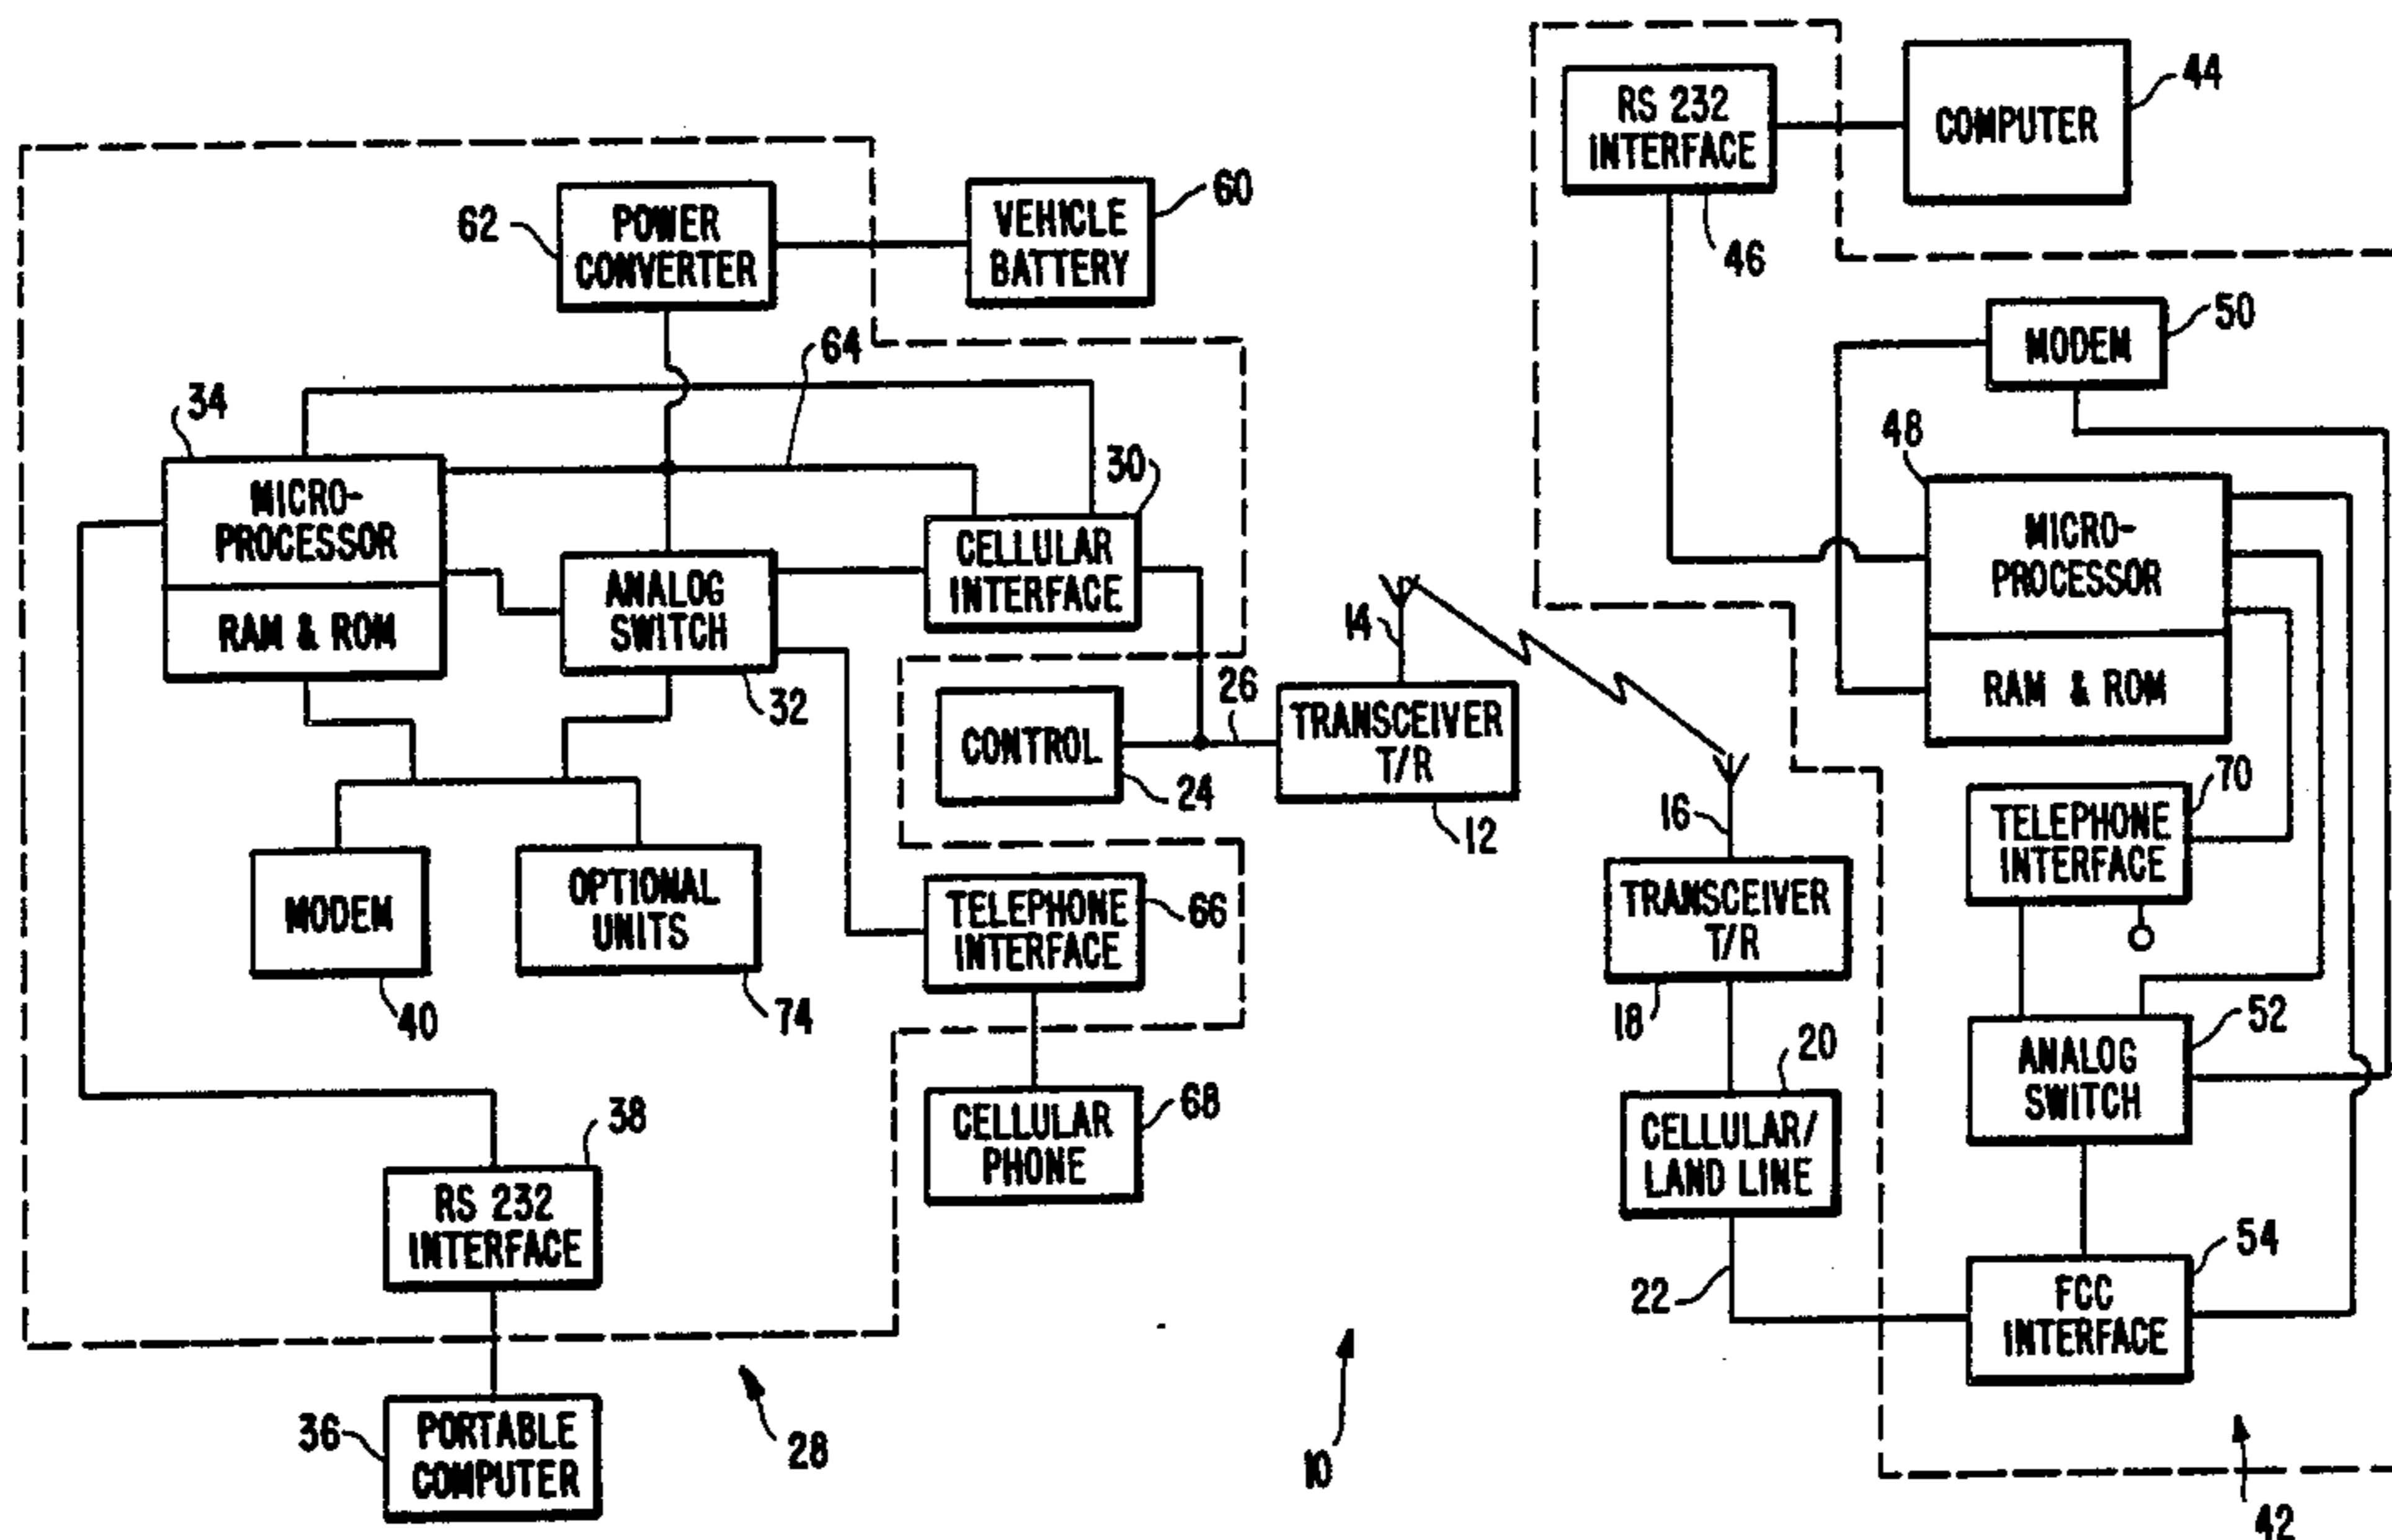 RS 232
INTERFACE
46
COMPUTER
44
POWER
CONVERTER
62
VEHICLE
BATTERY
60
64
34
MICRO-
PROCESSOR
RAM & ROM
ANALOG
SWITCH
32
CELLULAR
INTERFACE
30
CONTROL
24
26
14
TRANSCEIVER
T/R
12
MODEM
40
OPTIONAL
UNITS
74
TELEPHONE
INTERFACE
66
CELLULAR
PHONE
68
RS 232
INTERFACE
38
PORTABLE
COMPUTER
36
28
10
16
TRANSCEIVER
T/R
18
CELLULAR/
LAND LINE
20
22
MODEM
50
48
MICRO-
PROCESSOR
RAM & ROM
TELEPHONE
INTERFACE
70
ANALOG
SWITCH
52
FCC
INTERFACE
54
42